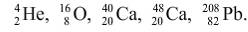 ⁴₂He, ¹⁶₈O, ⁴⁰₂₀Ca, ⁴⁸₂₀Ca, ²⁰⁸₈₂Pb.